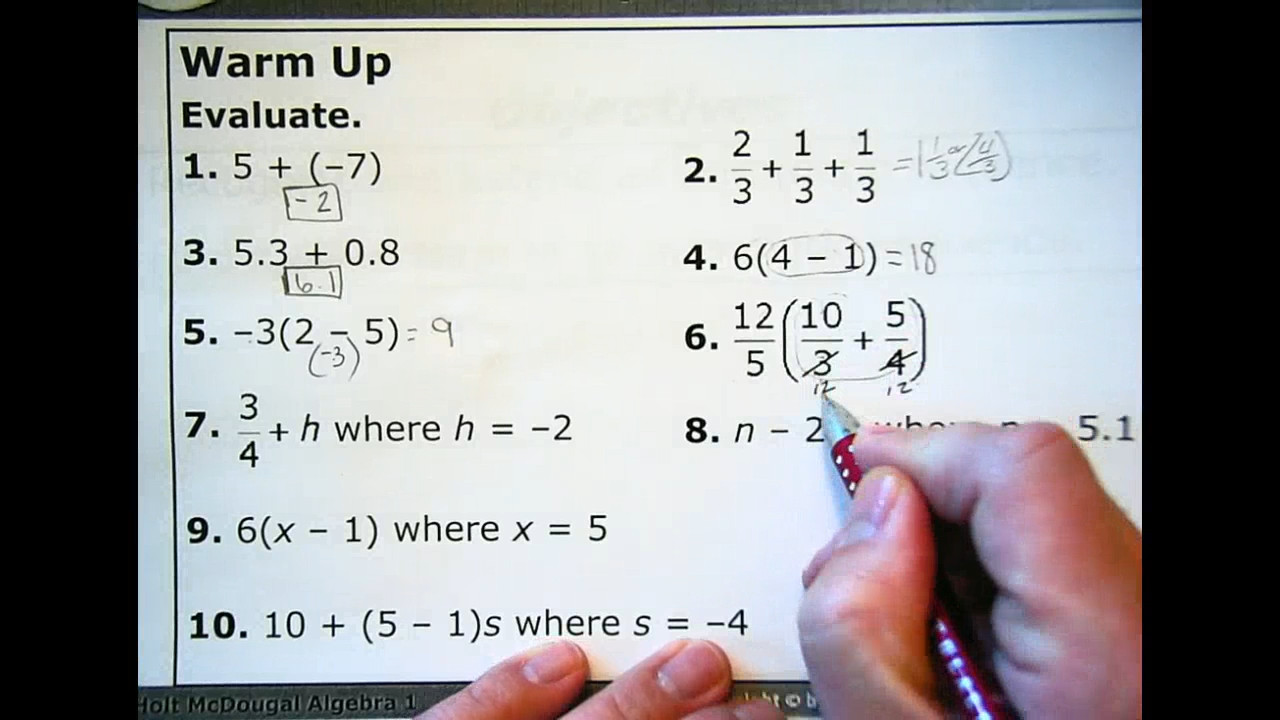 Warm Up
Evaluate.
1. 5 + (−7)
-2
2. 2/3 + 1/3 + 1/3 = 1 1/3 or (4/3)
3. 5.3 + 0.8
6.1
4. 6(4 − 1) = 18
5. −3(2 − 5) = 9
(-3)
6. 12/5 (10/3 + 5/4)
12 12
7. 3/4 + h where h = −2
8. n − 2 5.1
9. 6(x − 1) where x = 5
10. 10 + (5 − 1)s where s = −4
Holt McDougal Algebra 1
©